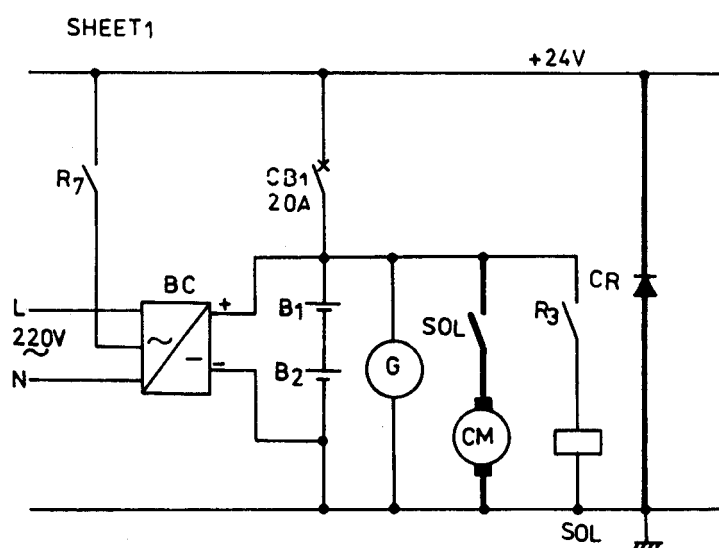 SHEET1
+24V
R7
CB1
20A
BC
CR
L
+
B1
SOL
R3
220V
~
~
−
−
B2
G
N
CM
SOL